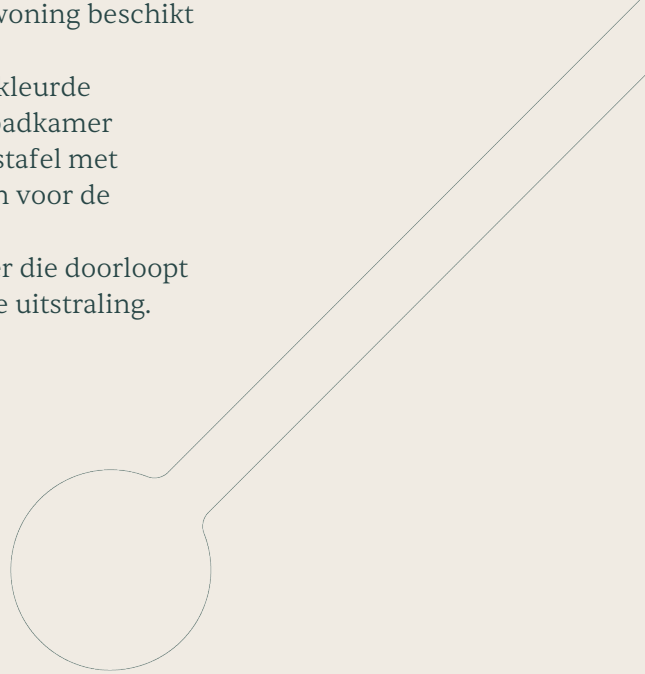 woning beschikt
kleurde
badkamer
stafel met
voor de
die doorloopt
uitstraling.